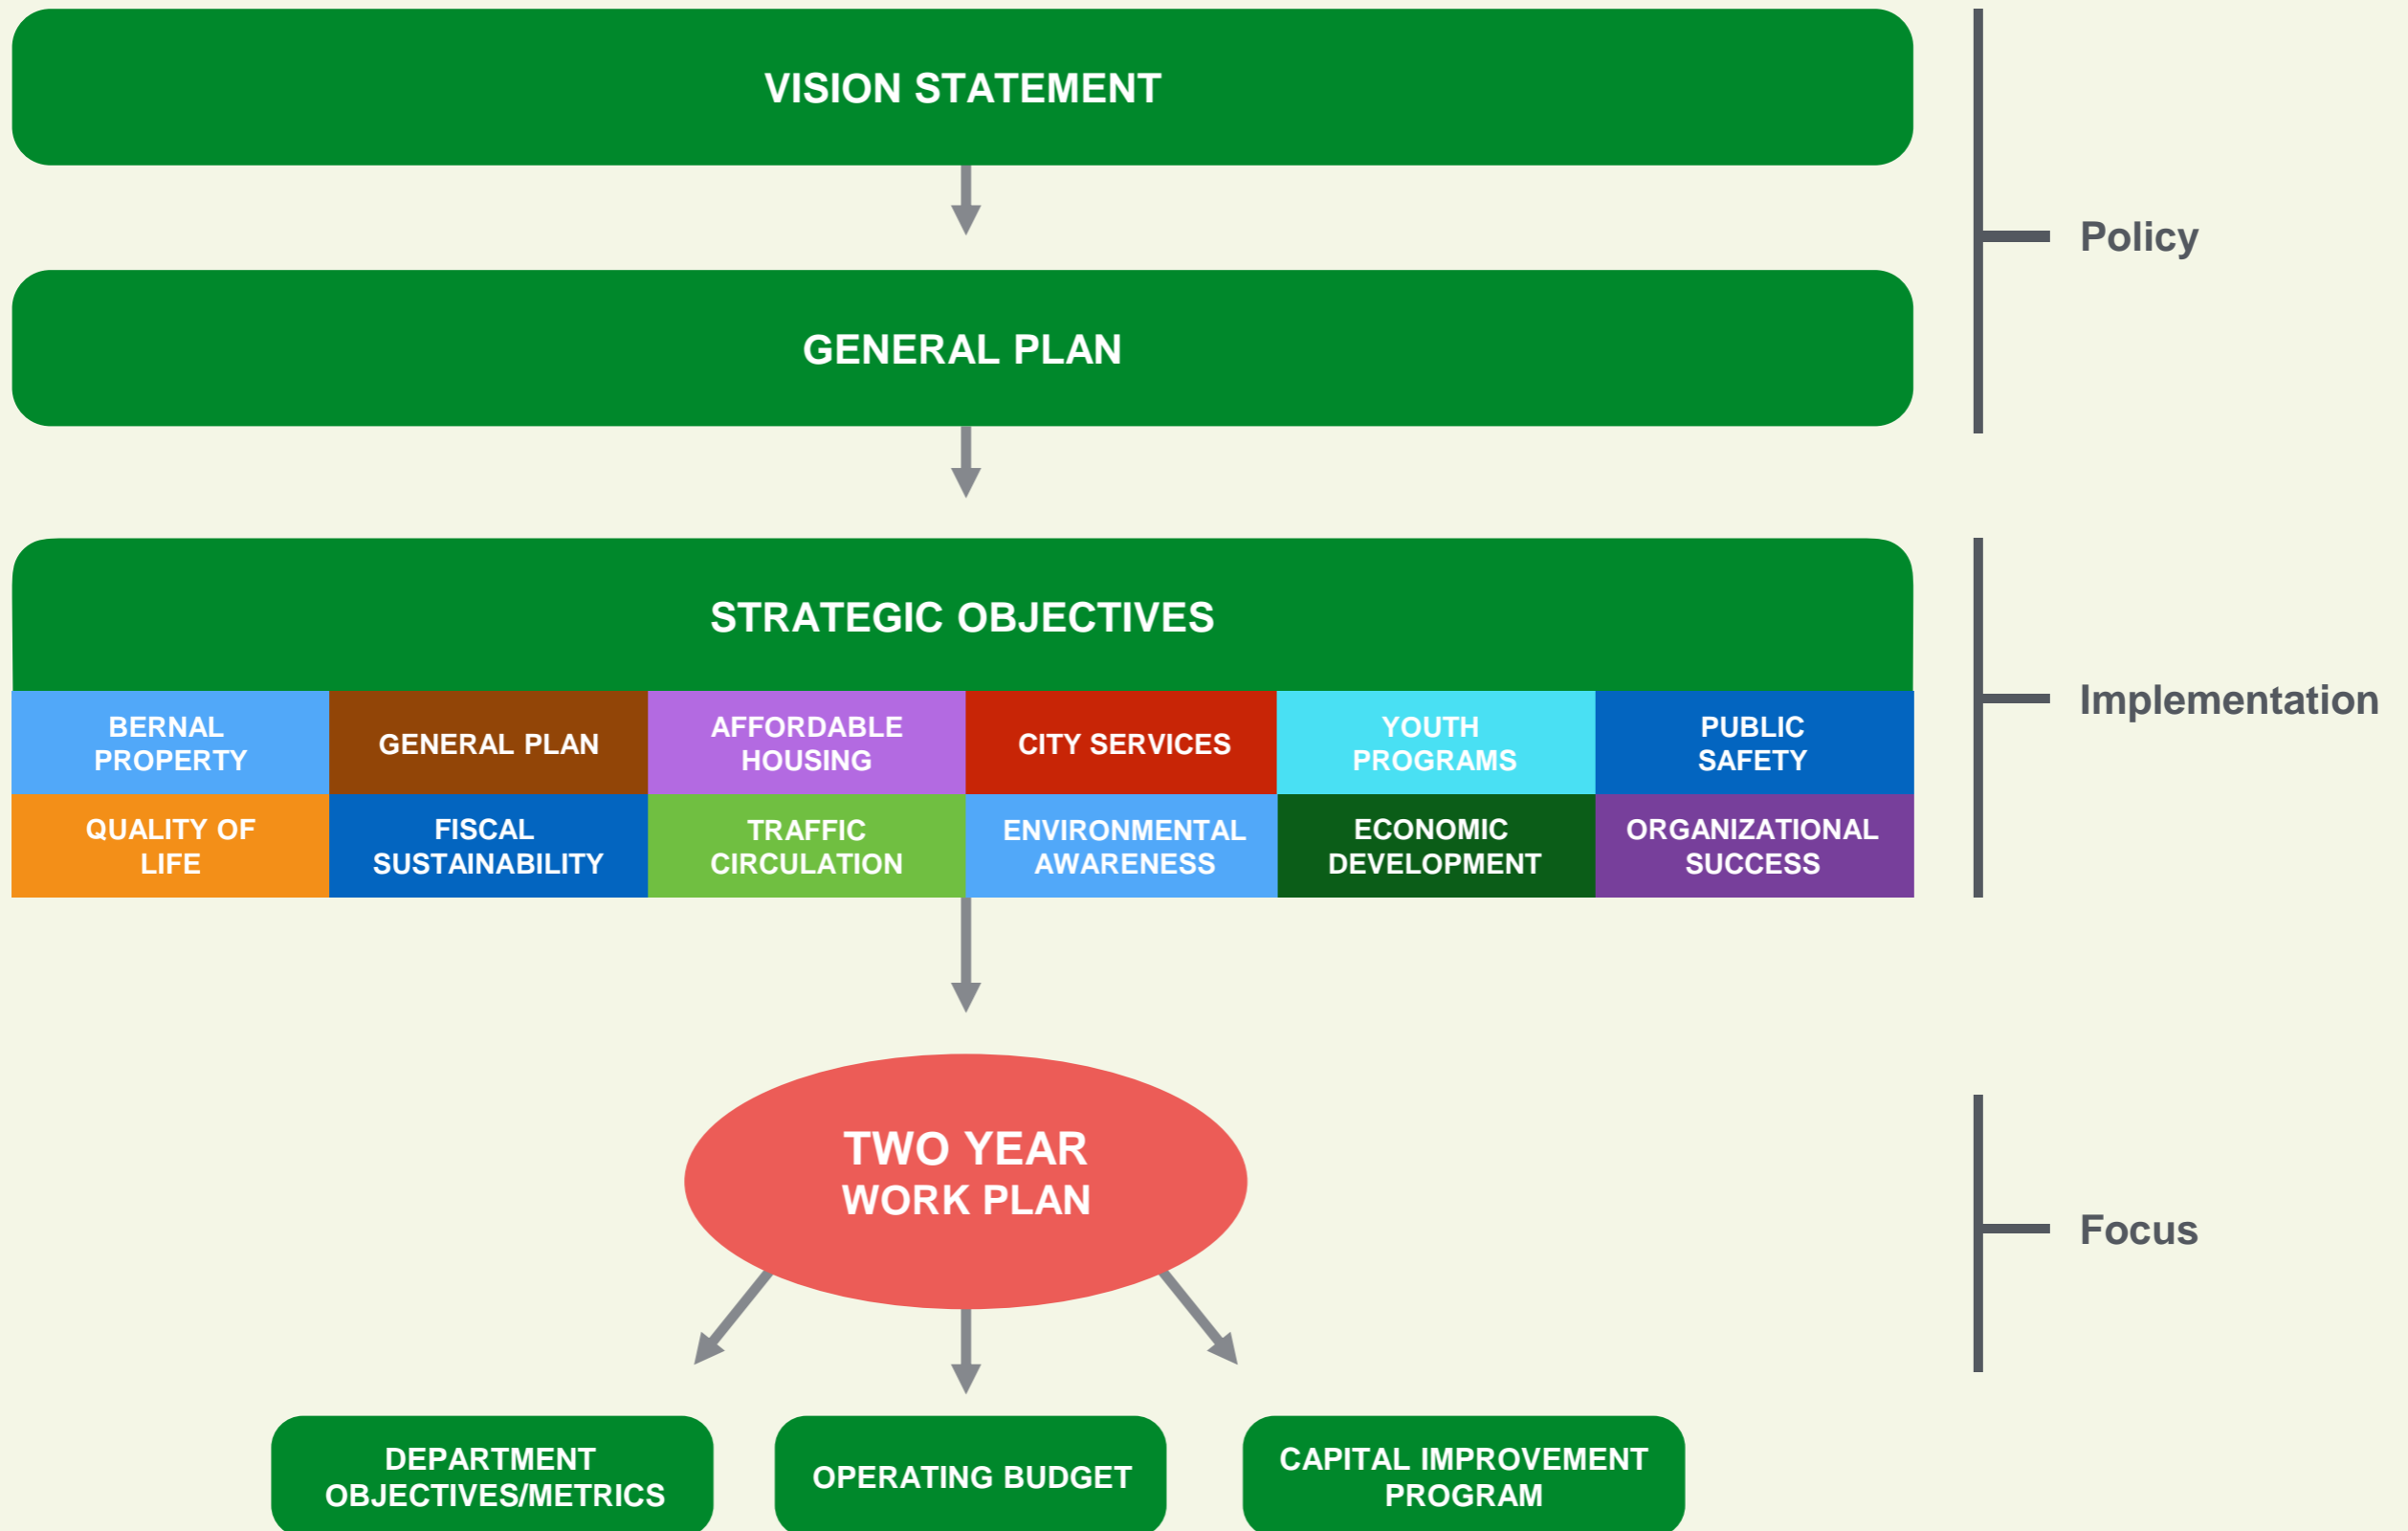 VISION STATEMENT
Policy
GENERAL PLAN
STRATEGIC OBJECTIVES
Implementation
BERNAL
PROPERTY
GENERAL PLAN
AFFORDABLE
HOUSING
CITY SERVICES
YOUTH
PROGRAMS
PUBLIC
SAFETY
QUALITY OF
LIFE
FISCAL
SUSTAINABILITY
TRAFFIC
CIRCULATION
ENVIRONMENTAL
AWARENESS
ECONOMIC
DEVELOPMENT
ORGANIZATIONAL
SUCCESS
TWO YEAR
WORK PLAN
Focus
DEPARTMENT
OBJECTIVES/METRICS
OPERATING BUDGET
CAPITAL IMPROVEMENT
PROGRAM